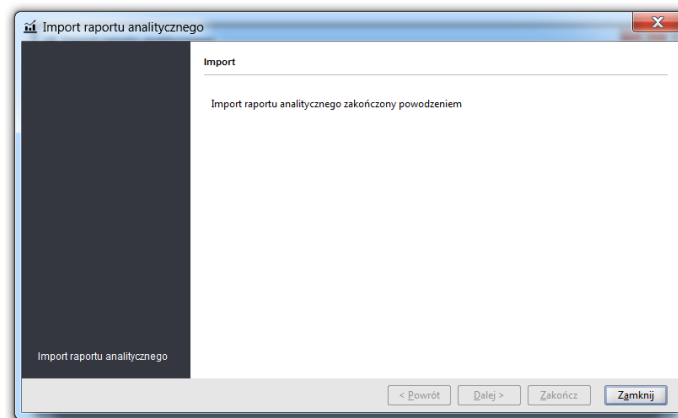 Import raportu analitycznego
Import
Import raportu analitycznego zakończony powodzeniem
Import raportu analitycznego
< Powrót
Dalej >
Zakończ
Zamknij